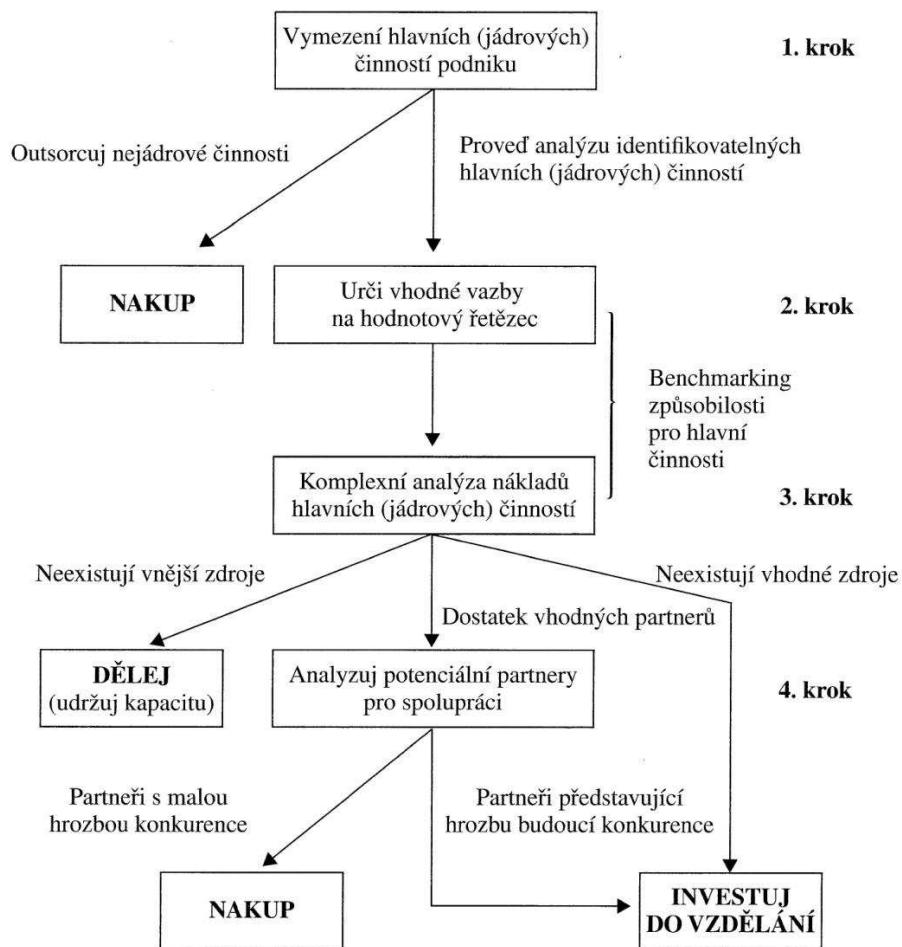 Vymezení hlavních (jádrových)
činností podniku
1. krok
Outsorcuj nejádrové činnosti
Proveď analýzu identifikovatelných
hlavních (jádrových) činností
NAKUP
Urči vhodné vazby
na hodnotový řetězec
2. krok
Benchmarking
způsobilosti
pro hlavní
činnosti
Komplexní analýza nákladů
hlavních (jádrových) činností
3. krok
Neexistují vnější zdroje
Neexistují vhodné zdroje
Dostatek vhodných partnerů
DĚLEJ
(udržuj kapacitu)
Analyzuj potenciální partnery
pro spolupráci
4. krok
Partneři s malou
hrozbou konkurence
Partneři představující
hrozbu budoucí konkurence
NAKUP
INVESTUJ
DO VZDĚLÁNÍ